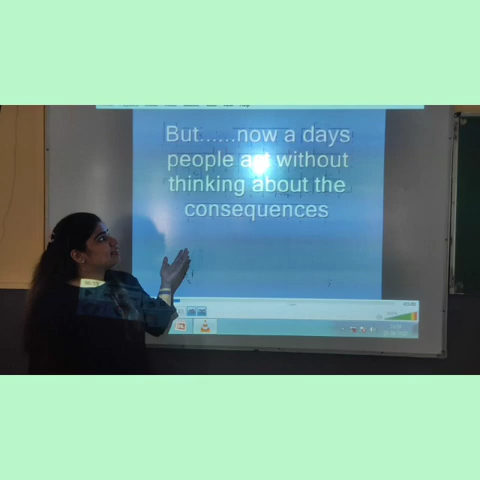 But......now a days
people act without
thinking about the
consequences